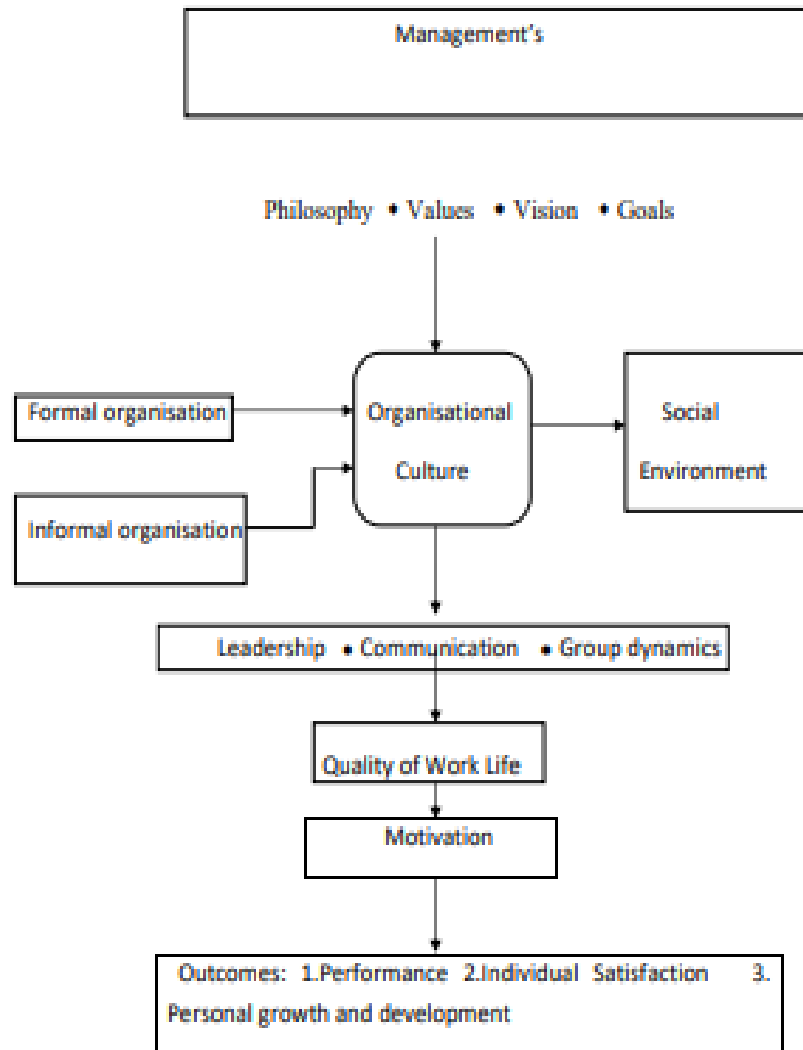 Management's
Philosophy • Values • Vision • Goals
Formal organisation
Organisational
Culture
Social
Environment
Informal organisation
Leadership • Communication • Group dynamics
Quality of Work Life
Motivation
Outcomes: 1.Performance 2.Individual Satisfaction 3.
Personal growth and development